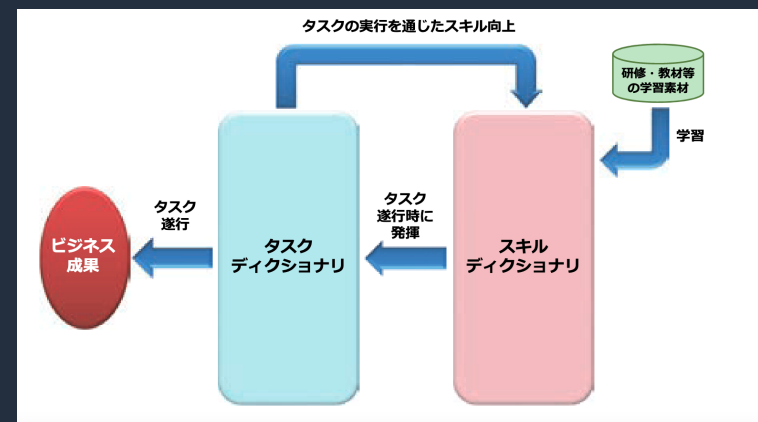 タスクの実行を通じたスキル向上
研修・教材等
の学習素材
学習
ビジネス
成果
タスク
遂行
タスク
ディクショナリ
タスク
遂行時に
発揮
スキル
ディクショナリ